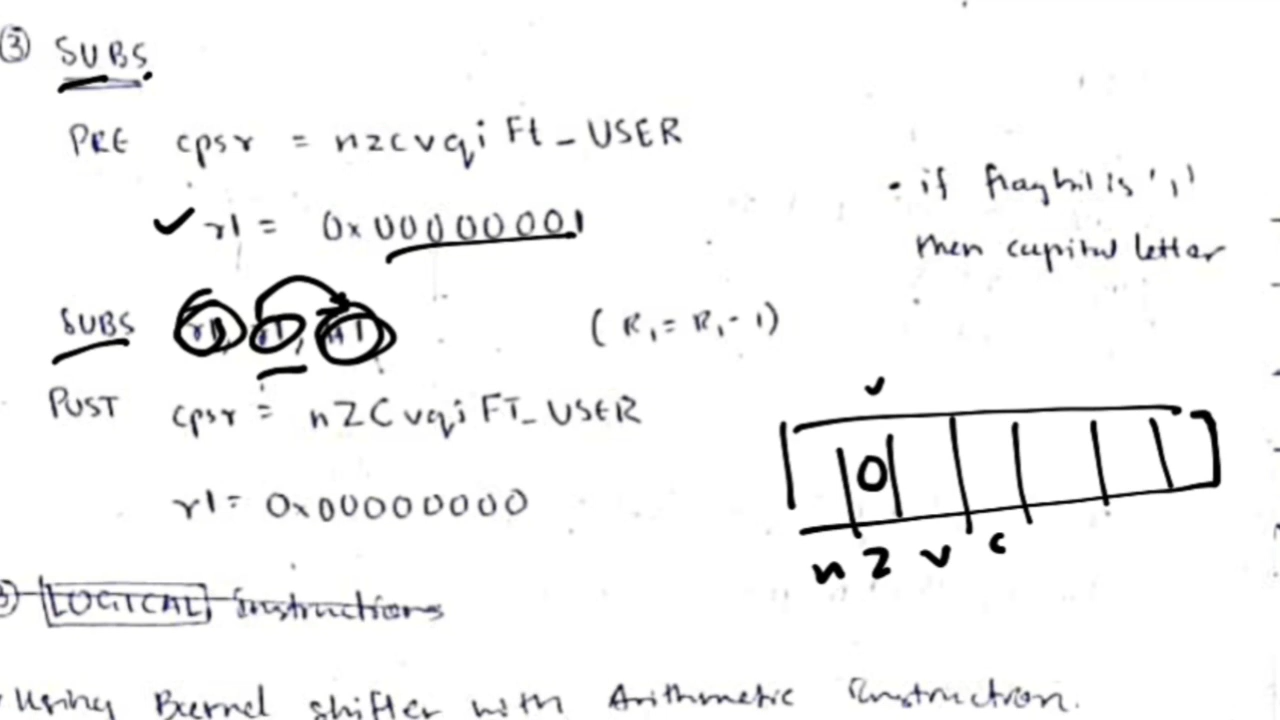 ③ SUBS.
PRE cpsr = nzcvqiFt_USER
r1 = 0x00000001
• if flag bit is '1'
then capital letter
SUBS r1, r1, #1 (R1 = R1 - 1)
POST cpsr = nZCvqiFT_USER
0
r1 = 0x00000000
n z v c
LOGICAL instructions
Using Barrel shifter with Arithmetic Instruction.